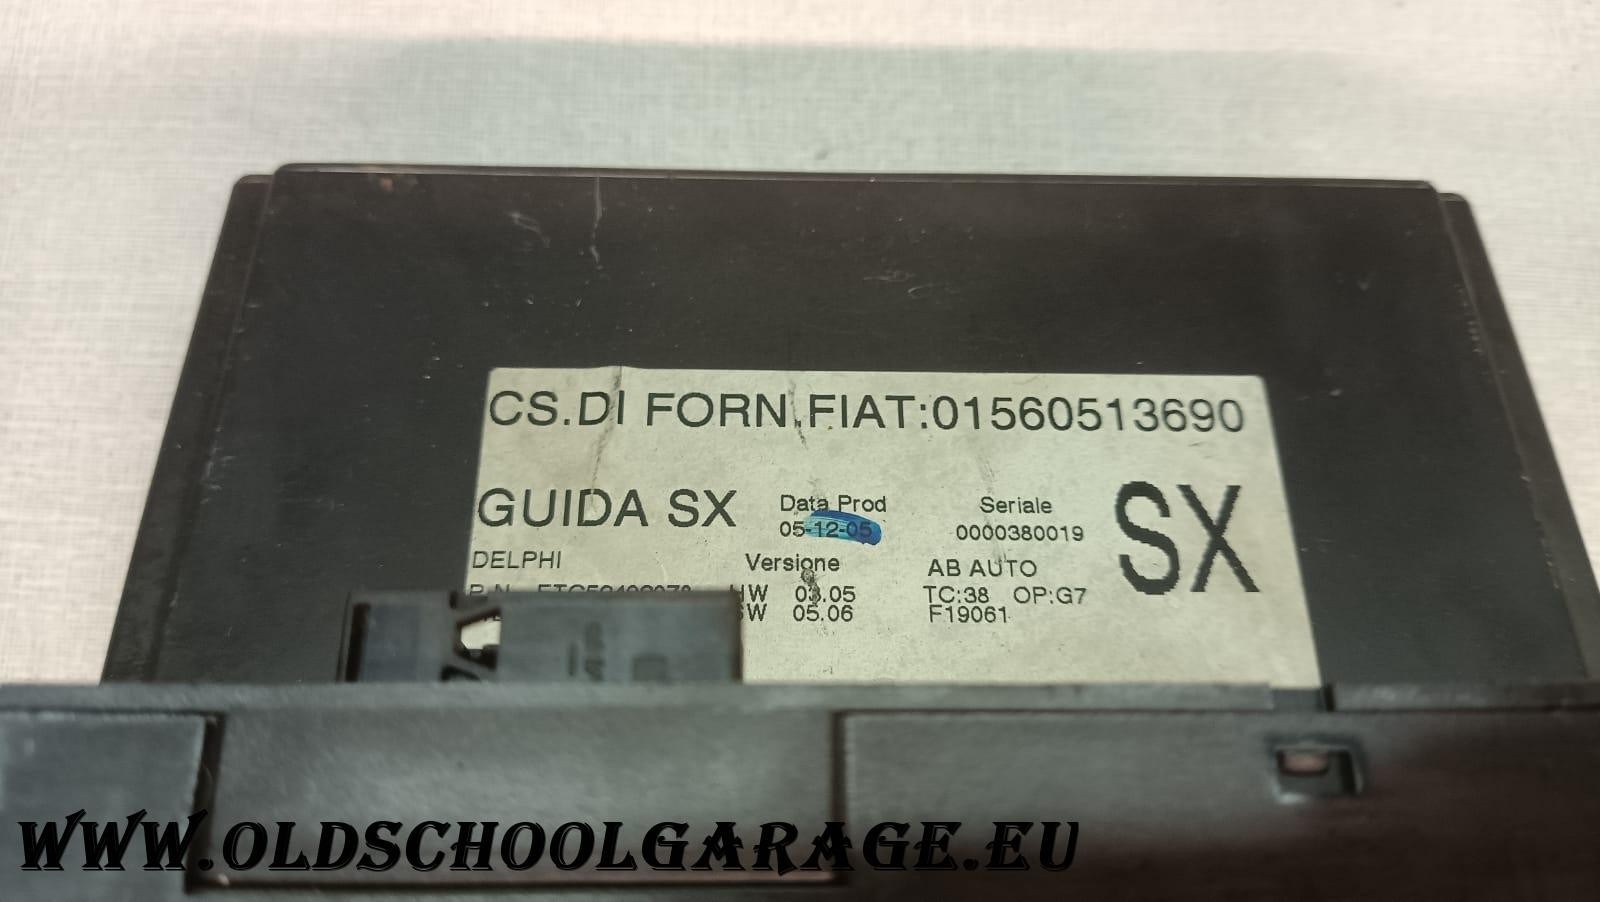 CS.DI FORN.FIAT:01560513690
GUIDA SX
Data Prod
05-12-05
Seriale
0000380019
SX
DELPHI
Versione
AB AUTO
HW 03.05
TC:38 OP:G7
05.06
F19061
WWW.OLDSCHOOLGARAGE.EU